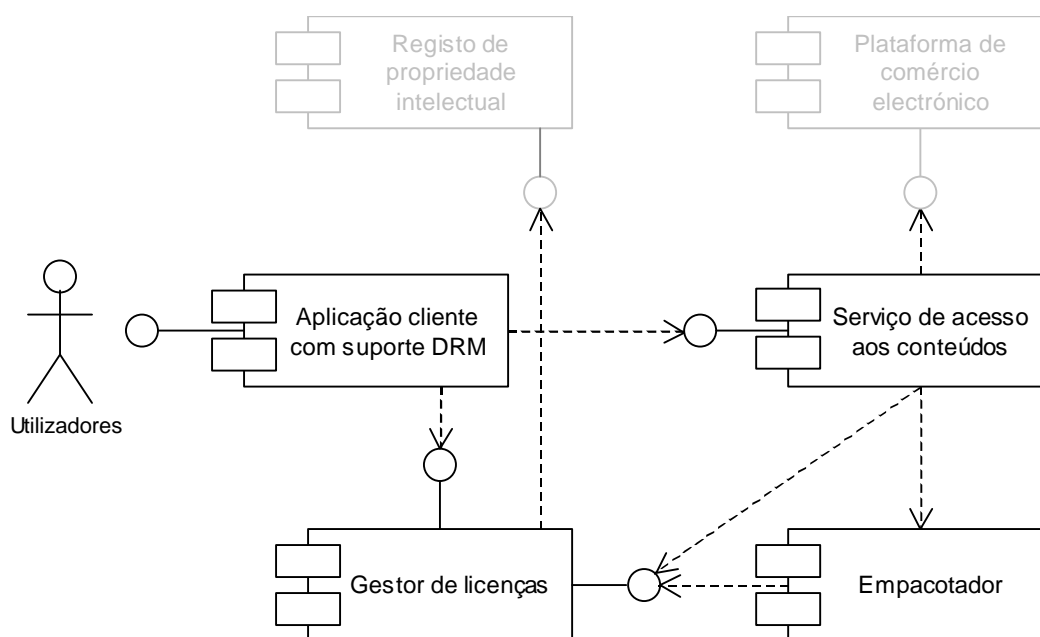 Registo de
propriedade
intelectual
Plataforma de
comércio
electrónico
Aplicação cliente
com suporte DRM
Serviço de acesso
aos conteúdos
Utilizadores
Gestor de licenças
Empacotador